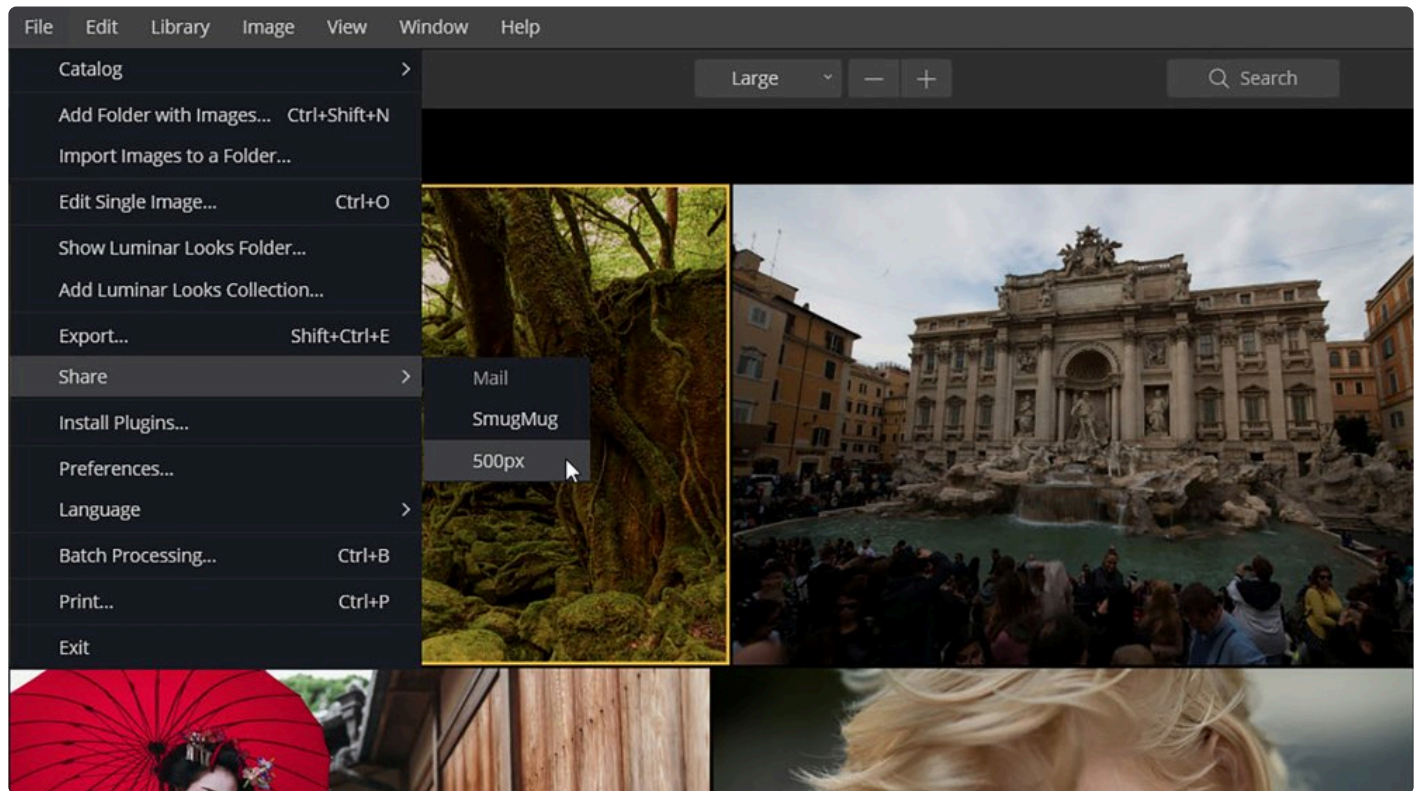 File Edit Library Image View Window Help
Catalog
Large
Search
Add Folder with Images... Ctrl+Shift+N
Import Images to a Folder...
Edit Single Image... Ctrl+O
Show Luminar Looks Folder...
Add Luminar Looks Collection...
Export... Shift+Ctrl+E
Share
Mail
SmugMug
500px
Install Plugins...
Preferences...
Language
Batch Processing... Ctrl+B
Print... Ctrl+P
Exit